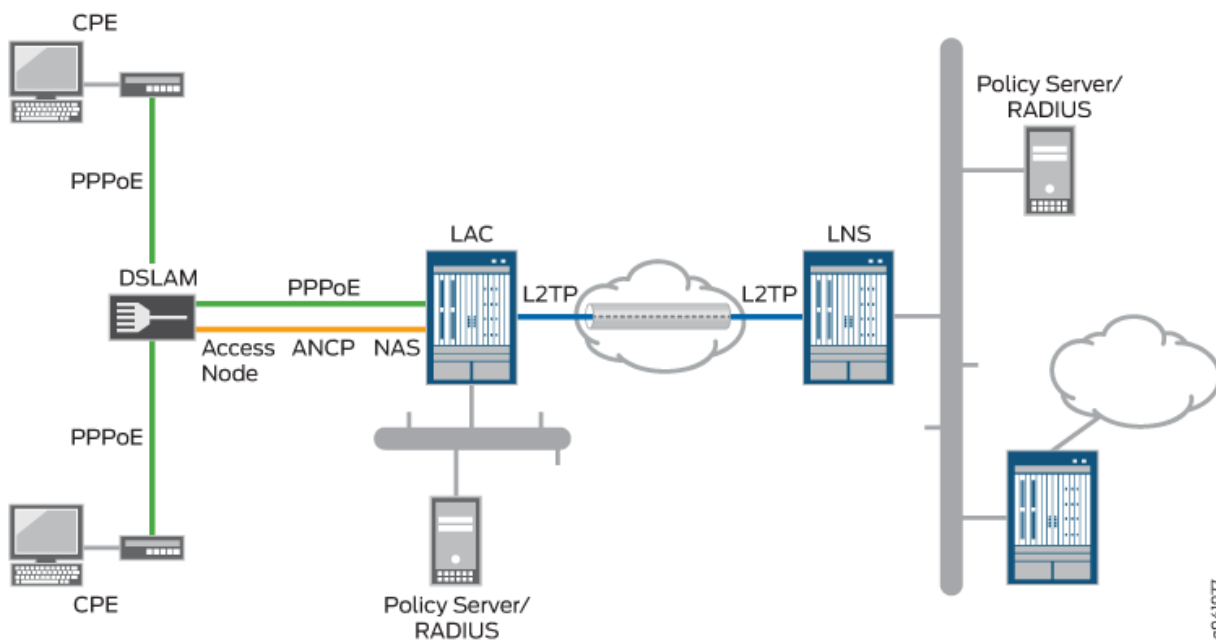 CPE
Policy Server/
RADIUS
PPPoE
LAC
LNS
DSLAM
PPPoE
L2TP
L2TP
Access
Node
ANCP
NAS
PPPoE
CPE
Policy Server/
RADIUS